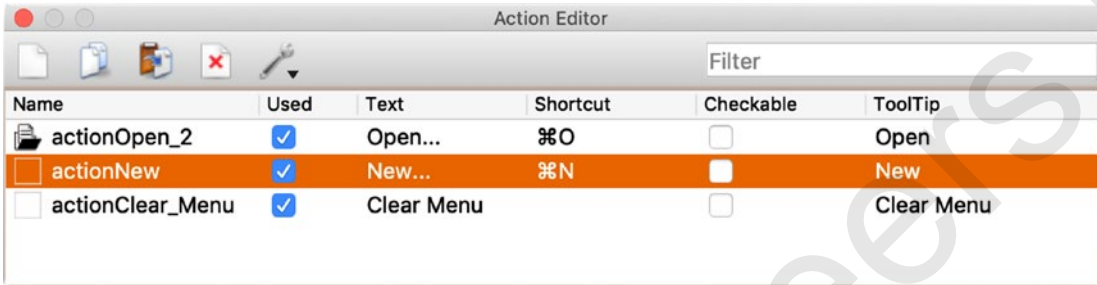 Action Editor
Filter
Name Used Text Shortcut Checkable ToolTip
actionOpen_2 Open... ⌘O Open
actionNew New... ⌘N New
actionClear_Menu Clear Menu Clear Menu
eers